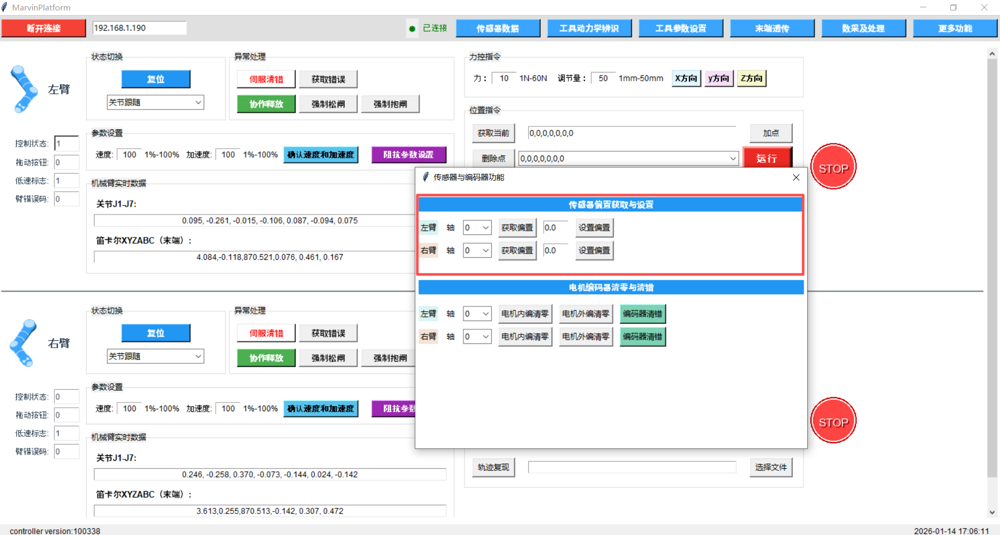 MarvinPlatform
断开连接 192.168.1.190 已连接 传感器数据 工具动力学辨识 工具参数设置 末端透传 数采及处理 更多功能
左臂
状态切换
复位
关节跟随
异常处理
伺服清错 获取错误
协作释放 强制松闸 强制抱闸
控制状态: 1
拖动按钮: 0
低速标志: 1
臂错误码: 0
参数设置
速度: 100 1%-100% 加速度: 100 1%-100% 确认速度和加速度 阻抗参数设置
机械臂实时数据
关节J1-J7:
0.095, -0.261, -0.015, -0.106, 0.087, -0.094, 0.075
笛卡尔XYZABC（末端）:
4.084,-0.118,870.521,0.076, 0.461, 0.167
力控指令
力: 10 1N-60N 调节量: 50 1mm-50mm X方向 y方向 Z方向
位置指令
获取当前 0,0,0,0,0,0,0 加点
删除点 0,0,0,0,0,0,0 运行
STOP
传感器与编码器功能
传感器偏置获取与设置
左臂 轴 0 获取偏置 0.0 设置偏置
右臂 轴 0 获取偏置 0.0 设置偏置
电机编码器清零与清错
左臂 轴 0 电机内编清零 电机外编清零 编码器清错
右臂 轴 0 电机内编清零 电机外编清零 编码器清错
右臂
状态切换
复位
关节跟随
异常处理
伺服清错 获取错误
协作释放 强制松闸 强制抱闸
控制状态: 0
拖动按钮: 0
低速标志: 1
臂错误码: 0
参数设置
速度: 100 1%-100% 加速度: 100 1%-100% 确认速度和加速度 阻抗参数
机械臂实时数据
关节J1-J7:
0.246, -0.258, 0.370, -0.073, -0.144, 0.024, -0.142
笛卡尔XYZABC（末端）:
3.613,0.255,870.513,-0.142, 0.307, 0.472
STOP
轨迹复现 选择文件
controller version:100338 2026-01-14 17:06:11